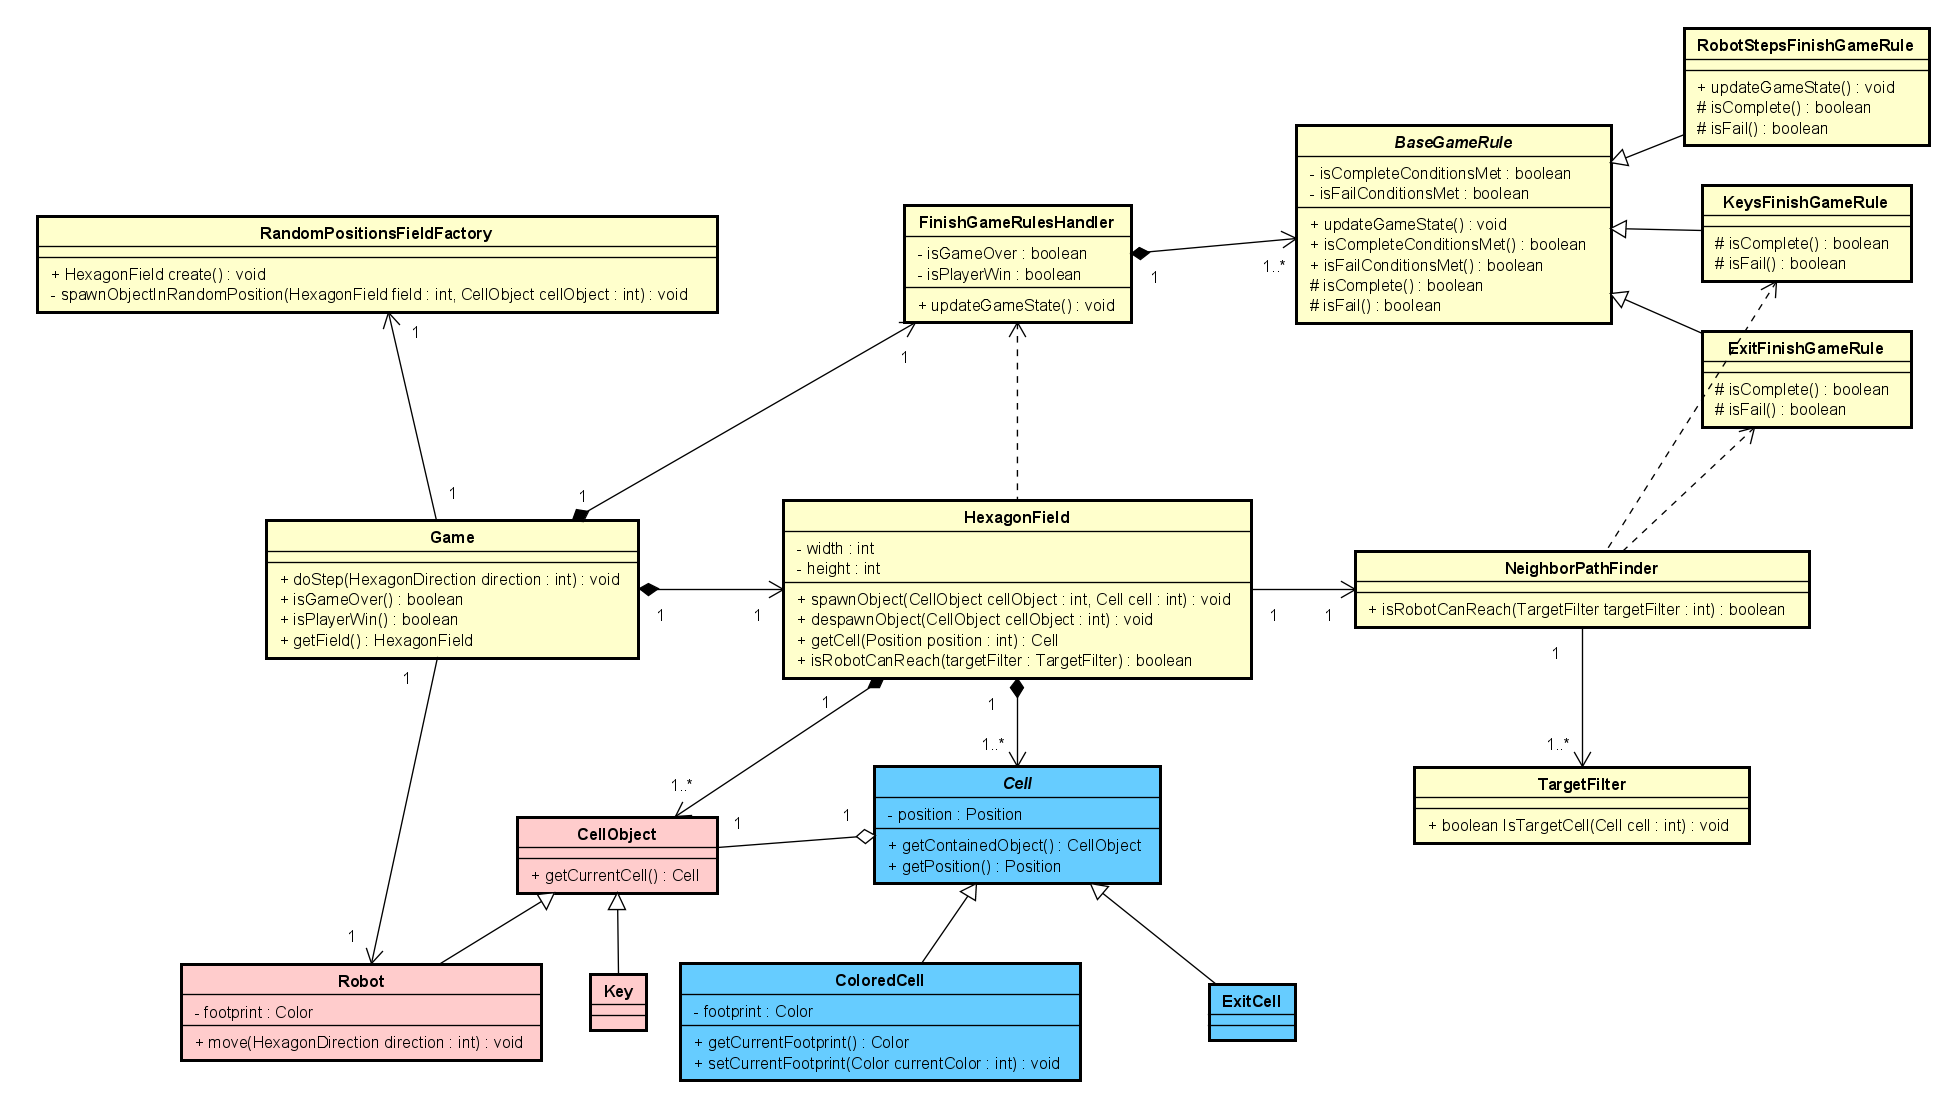 RobotStepsFinishGameRule
+ updateGameState() : void
# isComplete() : boolean
# isFail() : boolean
BaseGameRule
- isCompleteConditionsMet : boolean
- isFailConditionsMet : boolean
+ updateGameState() : void
+ isCompleteConditionsMet() : boolean
+ isFailConditionsMet() : boolean
# isComplete() : boolean
# isFail() : boolean
KeysFinishGameRule
# isComplete() : boolean
# isFail() : boolean
ExitFinishGameRule
# isComplete() : boolean
# isFail() : boolean
FinishGameRulesHandler
- isGameOver : boolean
- isPlayerWin : boolean
+ updateGameState() : void
1
1..*
RandomPositionsFieldFactory
+ HexagonField create() : void
- spawnObjectInRandomPosition(HexagonField field : int, CellObject cellObject : int) : void
1
1
1
1
Game
+ doStep(HexagonDirection direction : int) : void
+ isGameOver() : boolean
+ isPlayerWin() : boolean
+ getField() : HexagonField
1
1
HexagonField
- width : int
- height : int
+ spawnObject(CellObject cellObject : int, Cell cell : int) : void
+ despawnObject(CellObject cellObject : int) : void
+ getCell(Position position : int) : Cell
+ isRobotCanReach(targetFilter : TargetFilter) : boolean
1
1
NeighborPathFinder
+ isRobotCanReach(TargetFilter targetFilter : int) : boolean
1
1..*
TargetFilter
+ boolean IsTargetCell(Cell cell : int) : void
1
1
1..*
1
1..*
Cell
- position : Position
+ getContainedObject() : CellObject
+ getPosition() : Position
1
1
CellObject
+ getCurrentCell() : Cell
1
Robot
- footprint : Color
+ move(HexagonDirection direction : int) : void
Key
ColoredCell
- footprint : Color
+ getCurrentFootprint() : Color
+ setCurrentFootprint(Color currentColor : int) : void
ExitCell